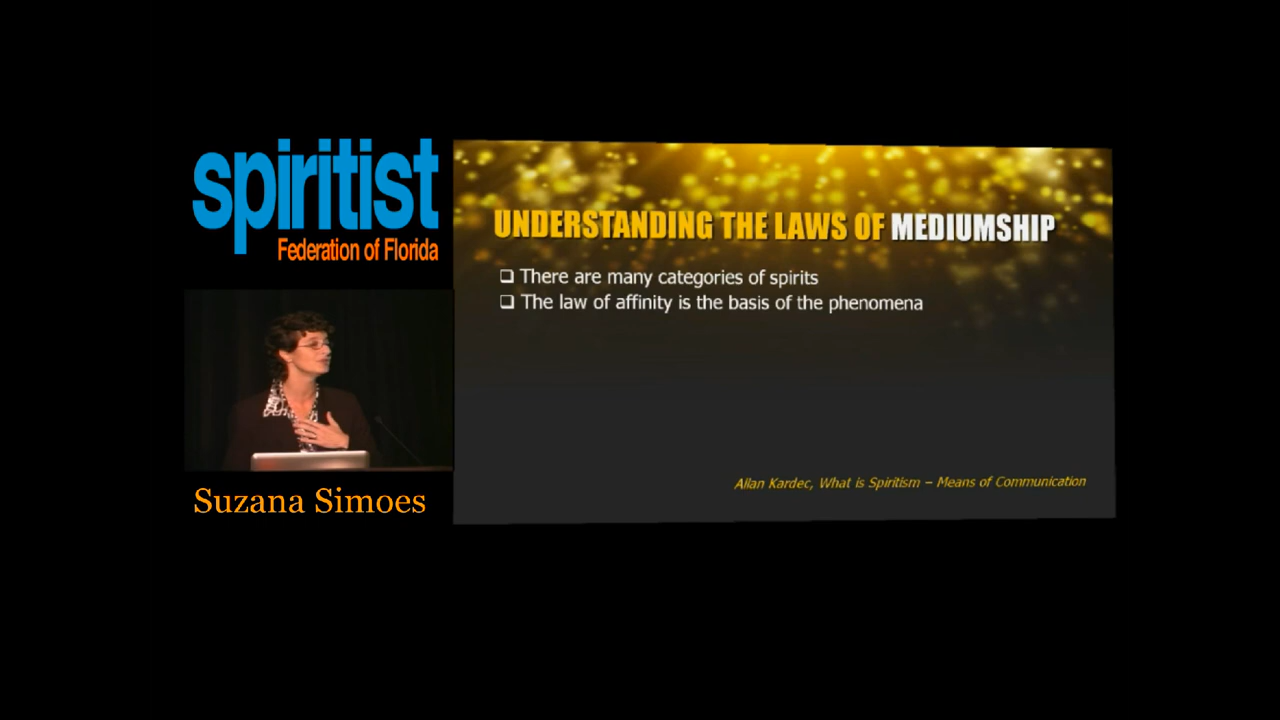 spiritist
Federation of Florida
Suzana Simoes
UNDERSTANDING THE LAWS OF MEDIUMSHIP
❑ There are many categories of spirits
❑ The law of affinity is the basis of the phenomena
Allan Kardec, What is Spiritism – Means of Communication